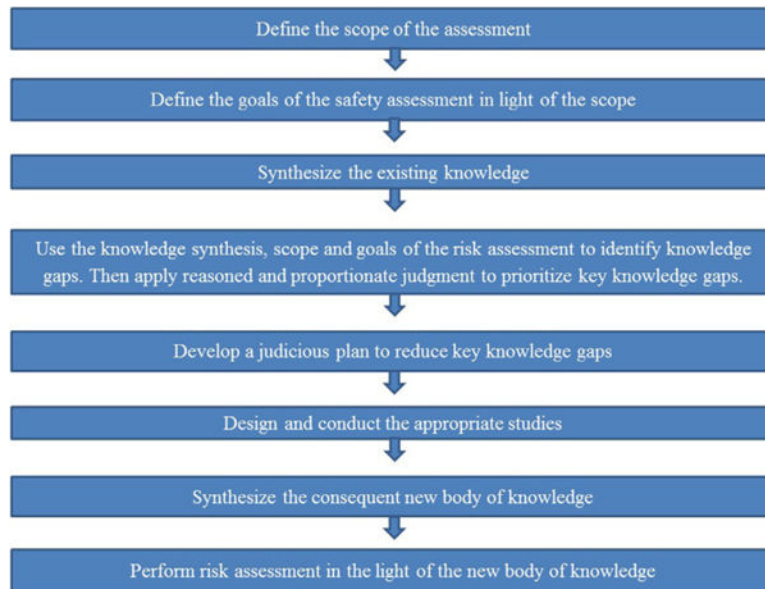 Define the scope of the assessment
Define the goals of the safety assessment in light of the scope
Synthesize the existing knowledge
Use the knowledge synthesis, scope and goals of the risk assessment to identify knowledge
gaps. Then apply reasoned and proportionate judgment to prioritize key knowledge gaps.
Develop a judicious plan to reduce key knowledge gaps
Design and conduct the appropriate studies
Synthesize the consequent new body of knowledge
Perform risk assessment in the light of the new body of knowledge